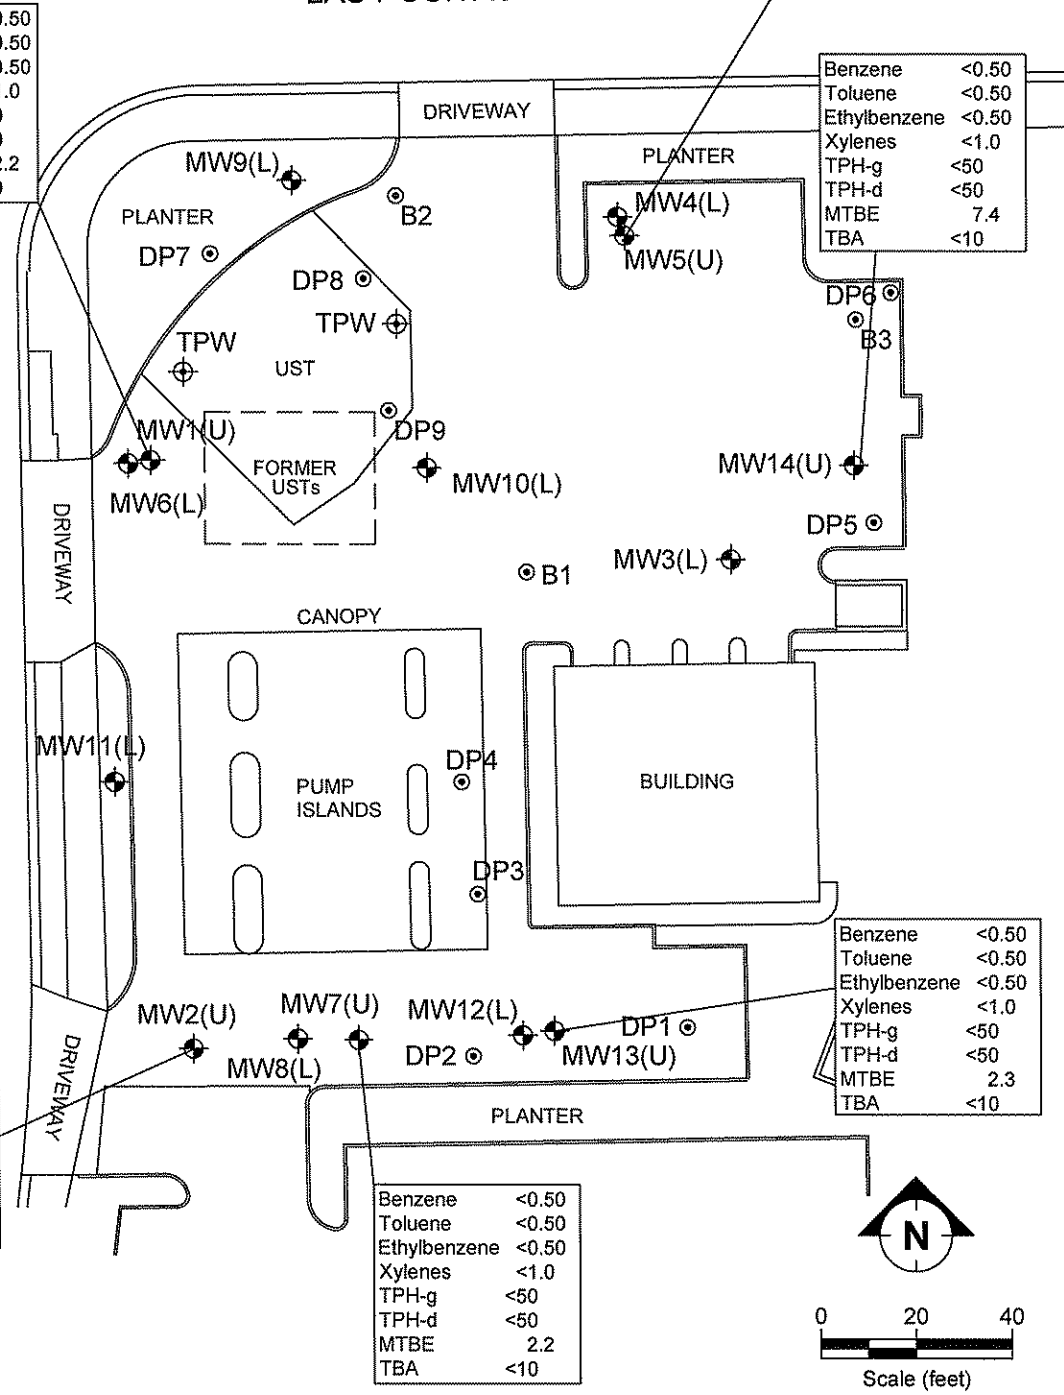 Benzene <0.50
Toluene <0.50
Ethylbenzene <0.50
Xylenes <1.0
TPH-g <50
TPH-d <50
MTBE 7.4
TBA <10
DRIVEWAY
PLANTER
MW9(L)
MW4(L)
B2
PLANTER
MW5(U)
DP7
DP8
DP6
TPW
B3
TPW
UST
MW1(U)
DP9
FORMER
USTs
MW14(U)
MW10(L)
MW6(L)
DP5
DRIVEWAY
MW3(L)
B1
CANOPY
MW11(L)
DP4
PUMP
ISLANDS
BUILDING
DP3
Benzene <0.50
Toluene <0.50
Ethylbenzene <0.50
Xylenes <1.0
TPH-g <50
TPH-d <50
MTBE 2.3
TBA <10
MW2(U)
MW7(U)
MW12(L)
DP1
MW8(L)
DP2
MW13(U)
DRIVEWAY
PLANTER
Benzene <0.50
Toluene <0.50
Ethylbenzene <0.50
Xylenes <1.0
TPH-g <50
TPH-d <50
MTBE 2.2
TBA <10
N
0 20 40
Scale (feet)